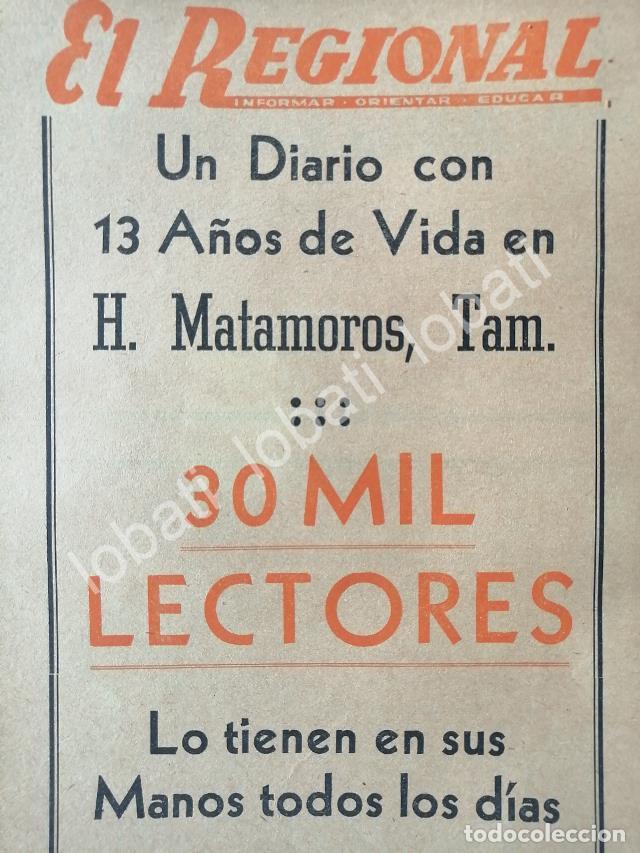 El REGIONAL
INFORMAR · ORIENTAR · EDUCAR
Un Diario con
13 Años de Vida en
H. Matamoros, Tam.
30 MIL
LECTORES
Lo tienen en sus
Manos todos los días
lobati lobati lobati lobati
todocoleccion